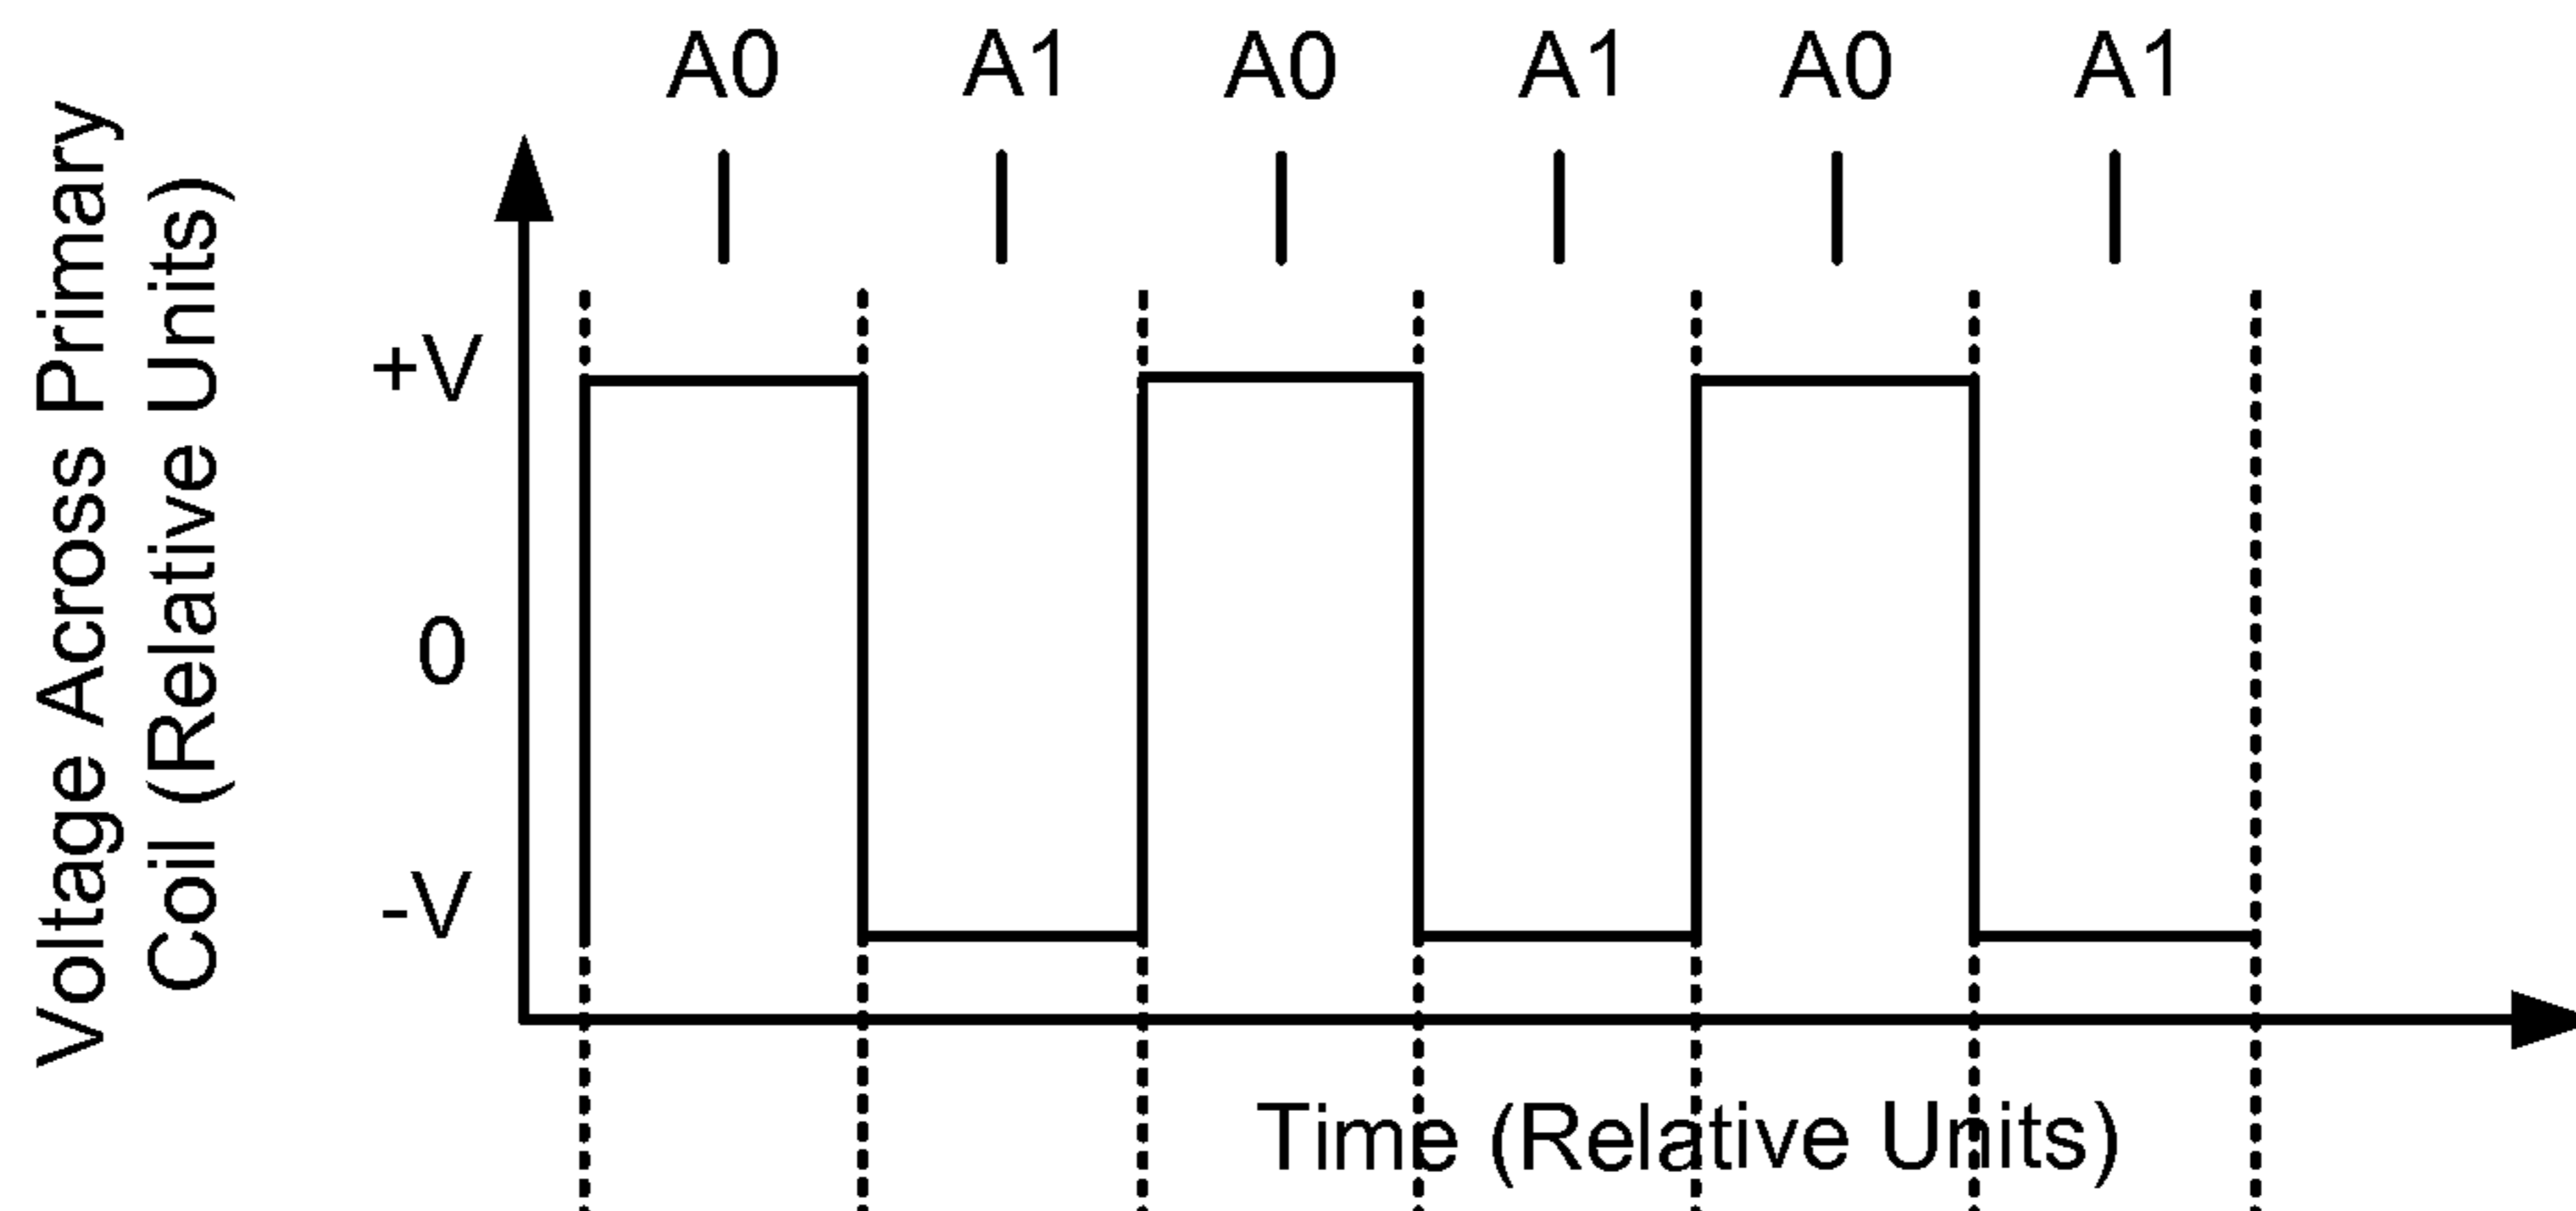 A0 A1 A0 A1 A0 A1
Voltage Across Primary
Coil (Relative Units)
+V
0
-V
Time (Relative Units)